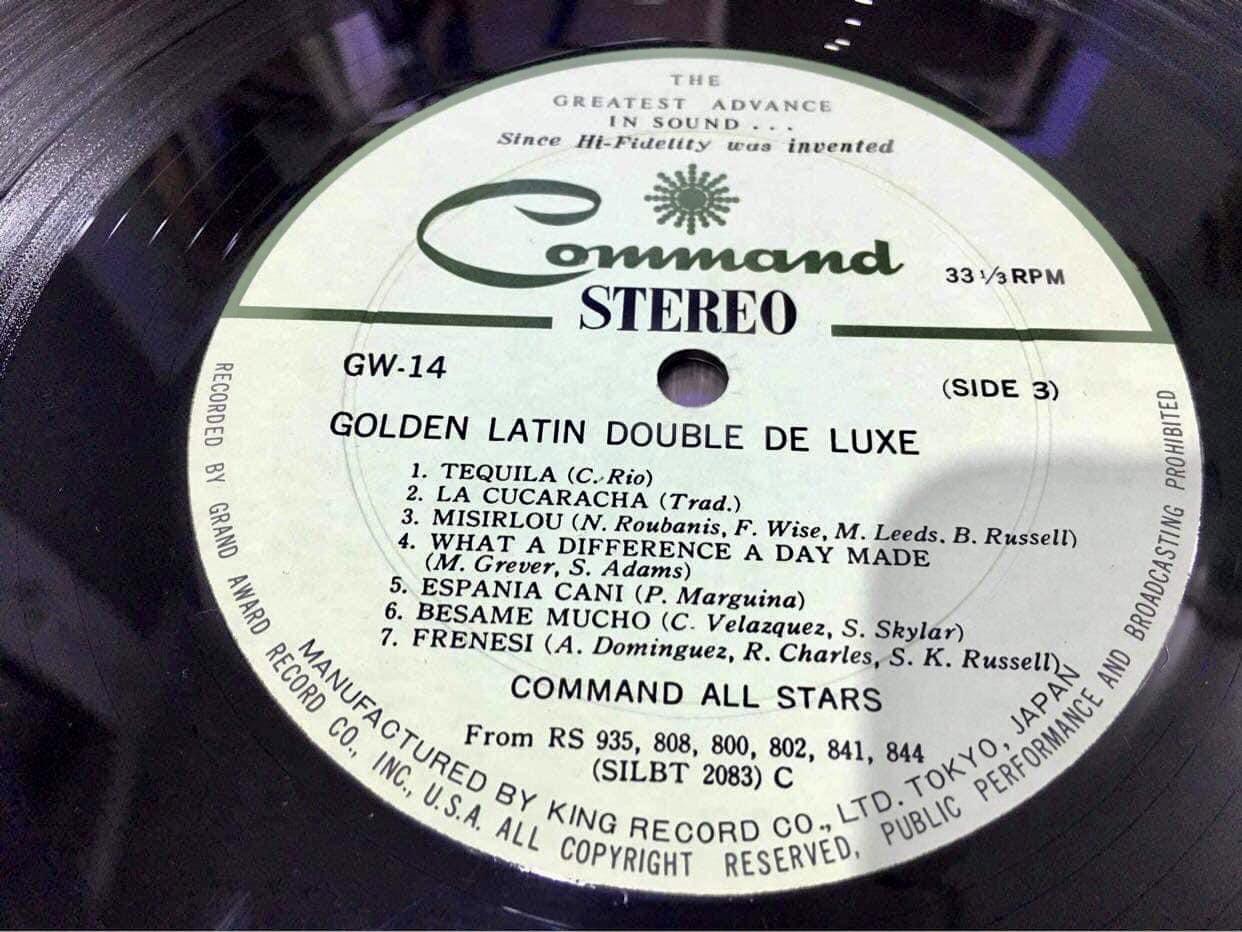 THE
GREATEST ADVANCE
IN SOUND . . .
Since Hi-Fidelity was invented
Command
STEREO
33 1/3 RPM
GW-14
(SIDE 3)
GOLDEN LATIN DOUBLE DE LUXE
1. TEQUILA (C. Rio)
2. LA CUCARACHA (Trad.)
3. MISIRLOU (N. Roubanis, F. Wise, M. Leeds. B. Russell)
4. WHAT A DIFFERENCE A DAY MADE
(M. Grever, S. Adams)
5. ESPANIA CANI (P. Marguina)
6. BESAME MUCHO (C. Velazquez, S. Skylar)
7. FRENESI (A. Dominguez, R. Charles, S. K. Russell)
COMMAND ALL STARS
From RS 935, 808, 800, 802, 841, 844
(SILBT 2083) C
MANUFACTURED BY KING RECORD CO., LTD. TOKYO, JAPAN
RECORDED BY GRAND AWARD RECORD CO., INC., U.S.A. ALL COPYRIGHT RESERVED, PUBLIC PERFORMANCE AND BROADCASTING PROHIBITED